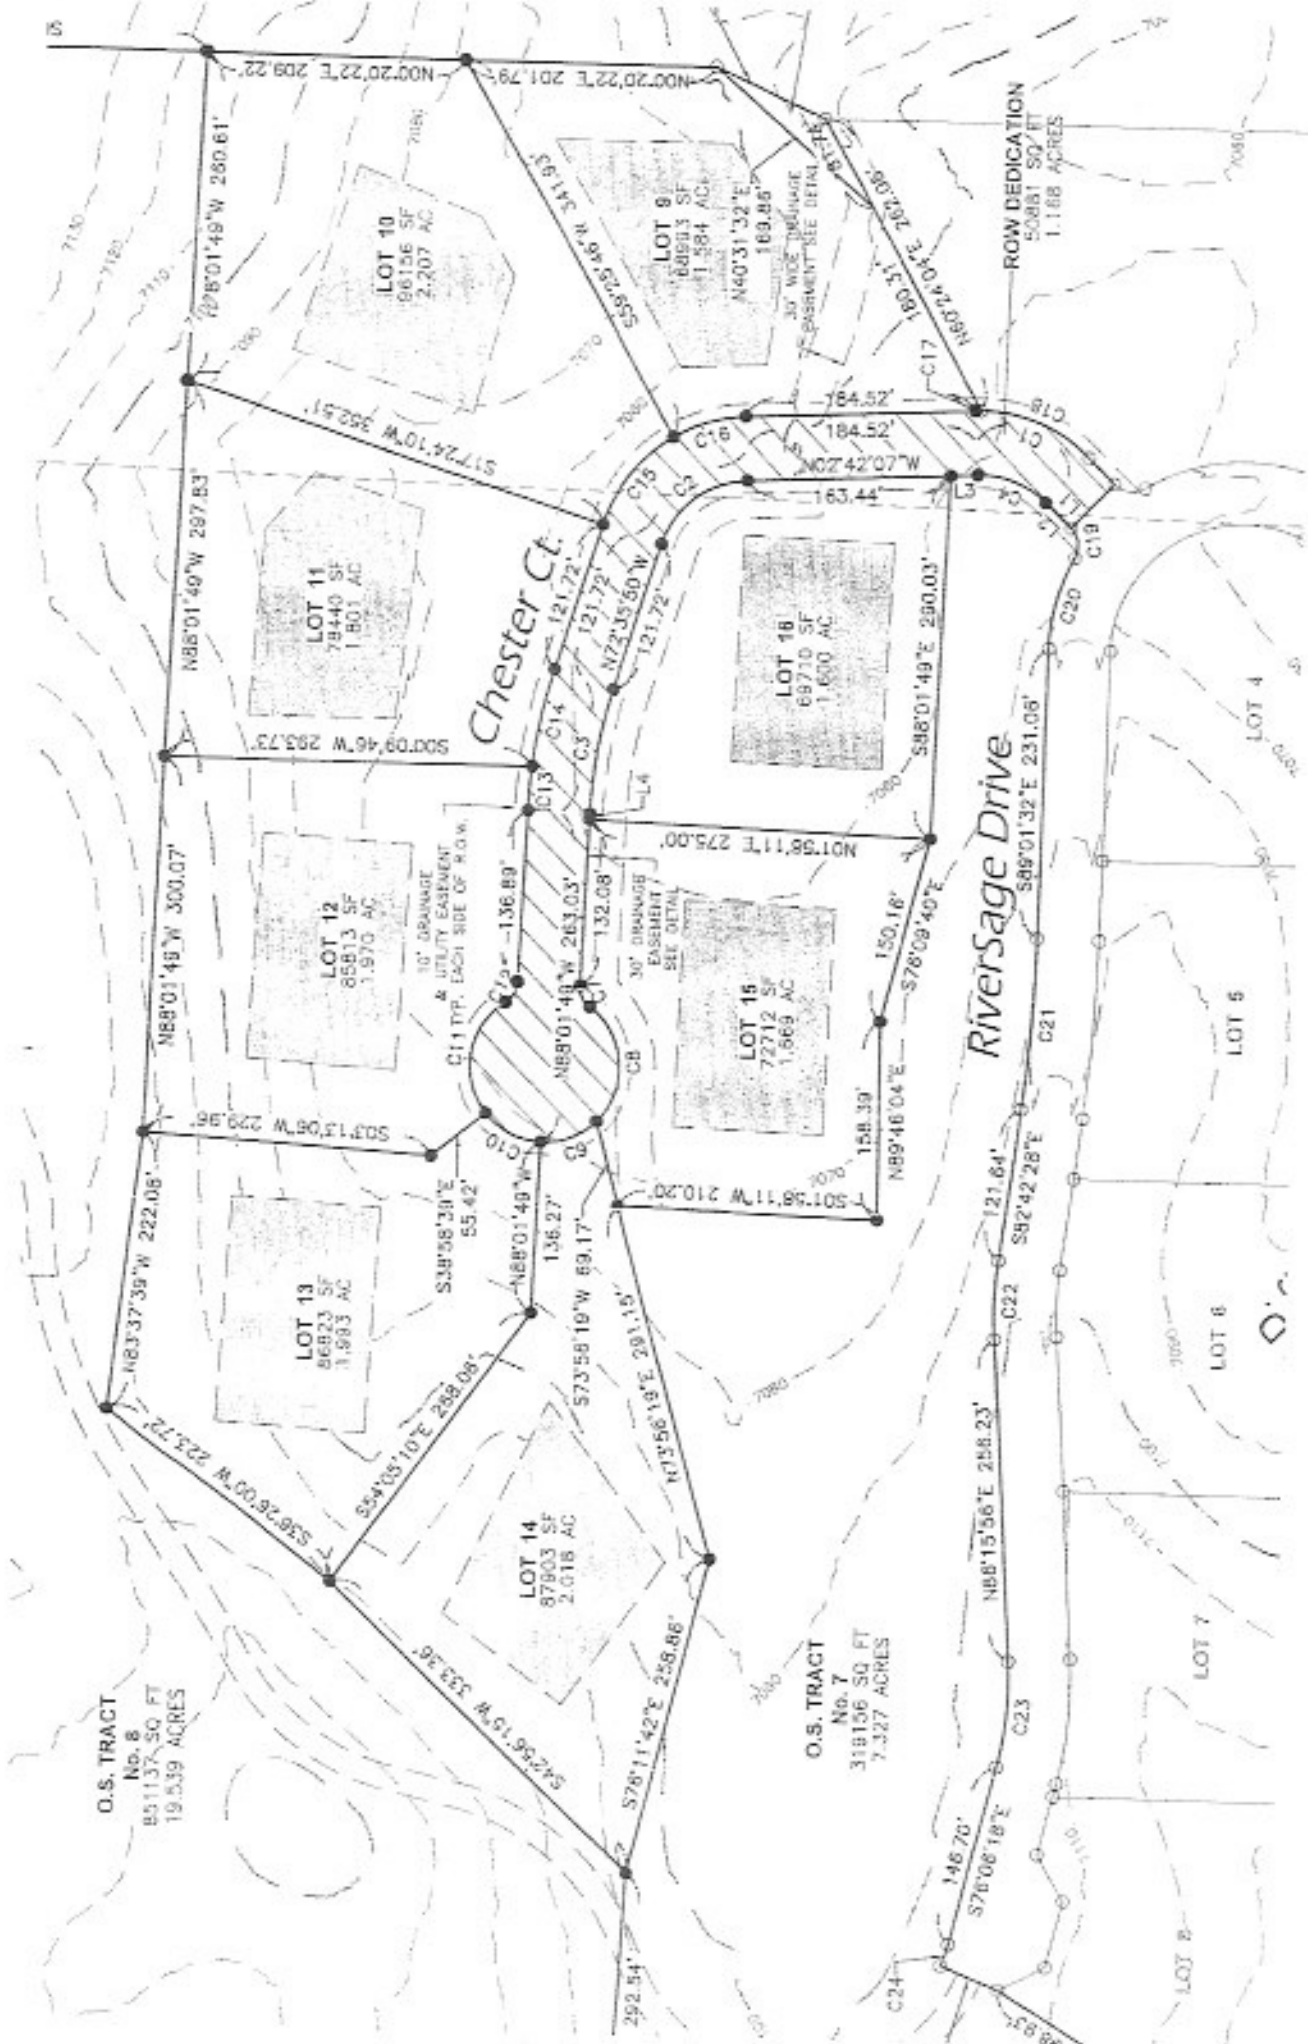 N00°20'22"E 209.22'
N00°20'22"E 201.79'
260.61'
7080
7130
7120
7110
7090
LOT 10
96156 SF
2.207 AC
7070
S59°25'46"W 341.93'
LOT 9
1.584 AC
N40°31'32"E
169.86'
30' WIDE DRAINAGE
EASEMENT SEE DETAIL
N60°24'04"E 262.06'
160.31'
ROW DEDICATION
50881 SQ FT
1.168 ACRES
7060
S17°24'10"W 352.51'
C17
C18
C1
C16
184.52'
184.52'
N02°42'07"W
163.44'
C15
C2
L3
C4
L1
L2
C19
C20
N88°01'49"W 297.83'
LOT 11
78440 SF
1.801 AC
Chester Ct.
121.72'
121.72'
N72°35'50"W
121.72'
C14
C3
C13
L4
LOT 16
69710 SF
1.600 AC
S88°01'49"E 290.03'
S00°09'46"W 293.73'
N01°58'11"E 275.00'
7060
RiverSage Drive
S89°01'32"E 231.06'
LOT 4
7070
N88°01'49"W 300.07'
LOT 12
85813 SF
1.970 AC
10' DRAINAGE
& UTILITY EASEMENT
TYP. EACH SIDE OF R.O.W.
136.89'
N88°01'49"W 263.03'
132.08'
30' DRAINAGE
EASEMENT
SEE DETAIL
C11
C8
C10
C9
LOT 15
72712 SF
1.669 AC
150.16'
S78°09'40"E
158.39'
N89°46'04"E
7070
S01°58'11"W 210.20'
C21
LOT 5
S03°13'06"W 229.96'
S38°58'39"E
55.42'
N88°01'49"W
136.27'
S73°58'19"W 69.17'
121.64'
S82°42'28"E
C22
N83°37'39"W 222.08'
LOT 13
86823 SF
1.993 AC
LOT 6
7080
S36°26'00"W 223.72'
S54°05'10"E 258.08'
LOT 14
87903 SF
2.018 AC
N73°56'19"E 291.15'
N88°15'56"E 256.23'
7110
O.S. TRACT
No. 8
851137 SQ FT
19.539 ACRES
S42°56'15"W 333.36'
S76°11'42"E 258.86'
O.S. TRACT
No. 7
319156 SQ FT
7.327 ACRES
C23
LOT 7
146.70'
S76°06'18"E
7110
C24
LOT 8
292.54'